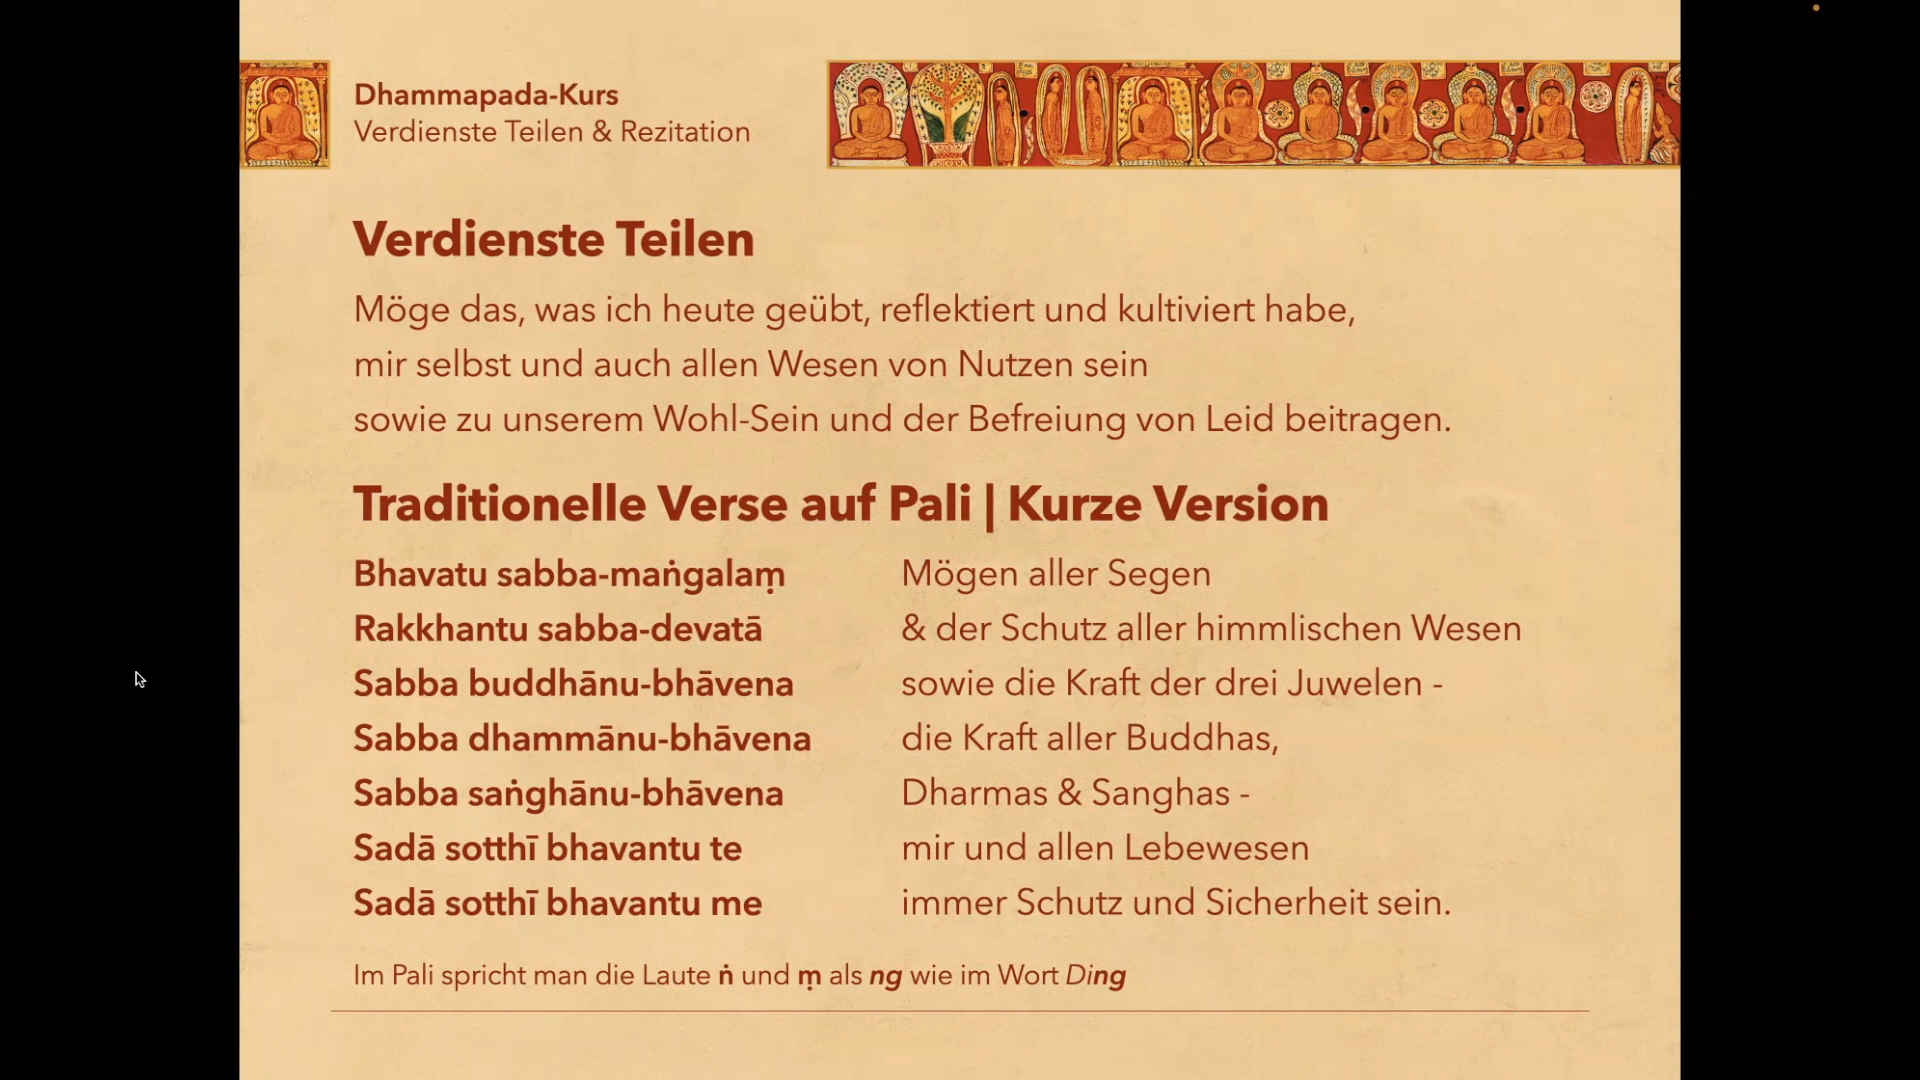 Dhammapada-Kurs
Verdienste Teilen & Rezitation
Verdienste Teilen
Möge das, was ich heute geübt, reflektiert und kultiviert habe,
mir selbst und auch allen Wesen von Nutzen sein
sowie zu unserem Wohl-Sein und der Befreiung von Leid beitragen.
Traditionelle Verse auf Pali | Kurze Version
Bhavatu sabba-maṅgalaṃ
Mögen aller Segen
Rakkhantu sabba-devatā
& der Schutz aller himmlischen Wesen
Sabba buddhānu-bhāvena
sowie die Kraft der drei Juwelen -
Sabba dhammānu-bhāvena
die Kraft aller Buddhas,
Sabba saṅghānu-bhāvena
Dharmas & Sanghas -
Sadā sotthī bhavantu te
mir und allen Lebewesen
Sadā sotthī bhavantu me
immer Schutz und Sicherheit sein.
Im Pali spricht man die Laute ṅ und ṃ als ng wie im Wort Ding